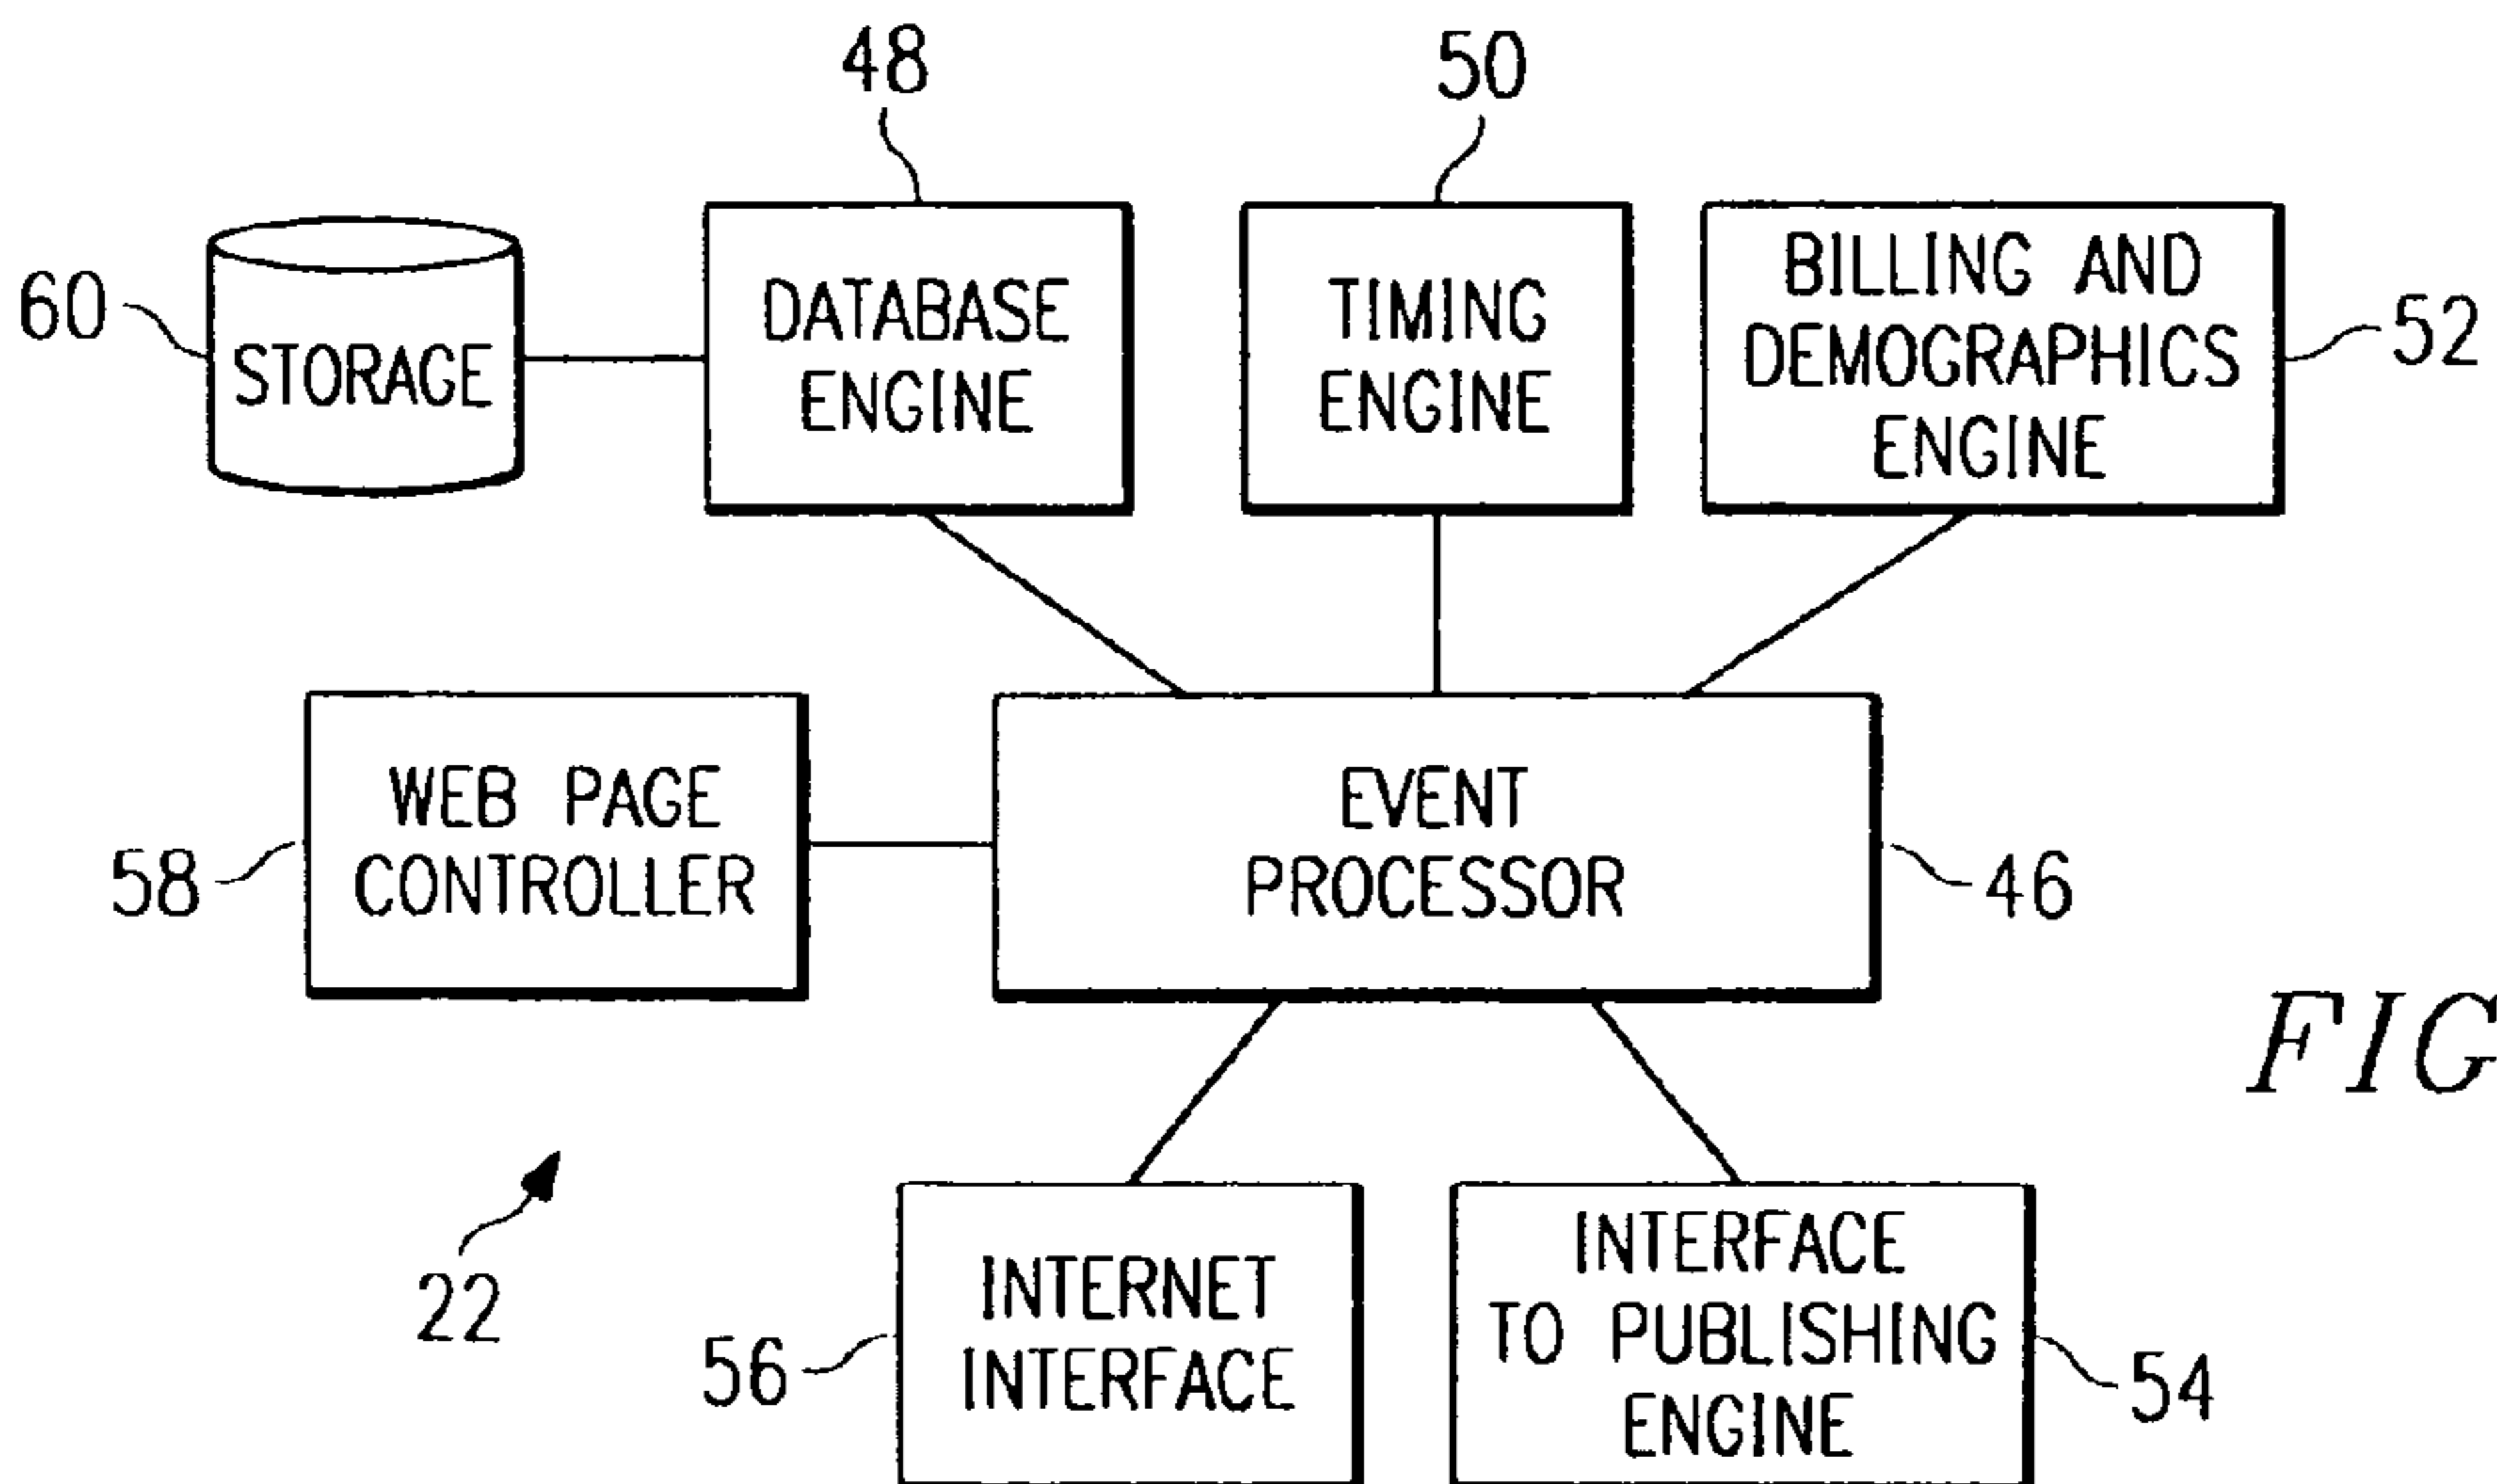 48
50
60
STORAGE
DATABASE
ENGINE
TIMING
ENGINE
BILLING AND
DEMOGRAPHICS
ENGINE
52
58
WEB PAGE
CONTROLLER
EVENT
PROCESSOR
46
FIG
22
56
INTERNET
INTERFACE
INTERFACE
TO PUBLISHING
ENGINE
54